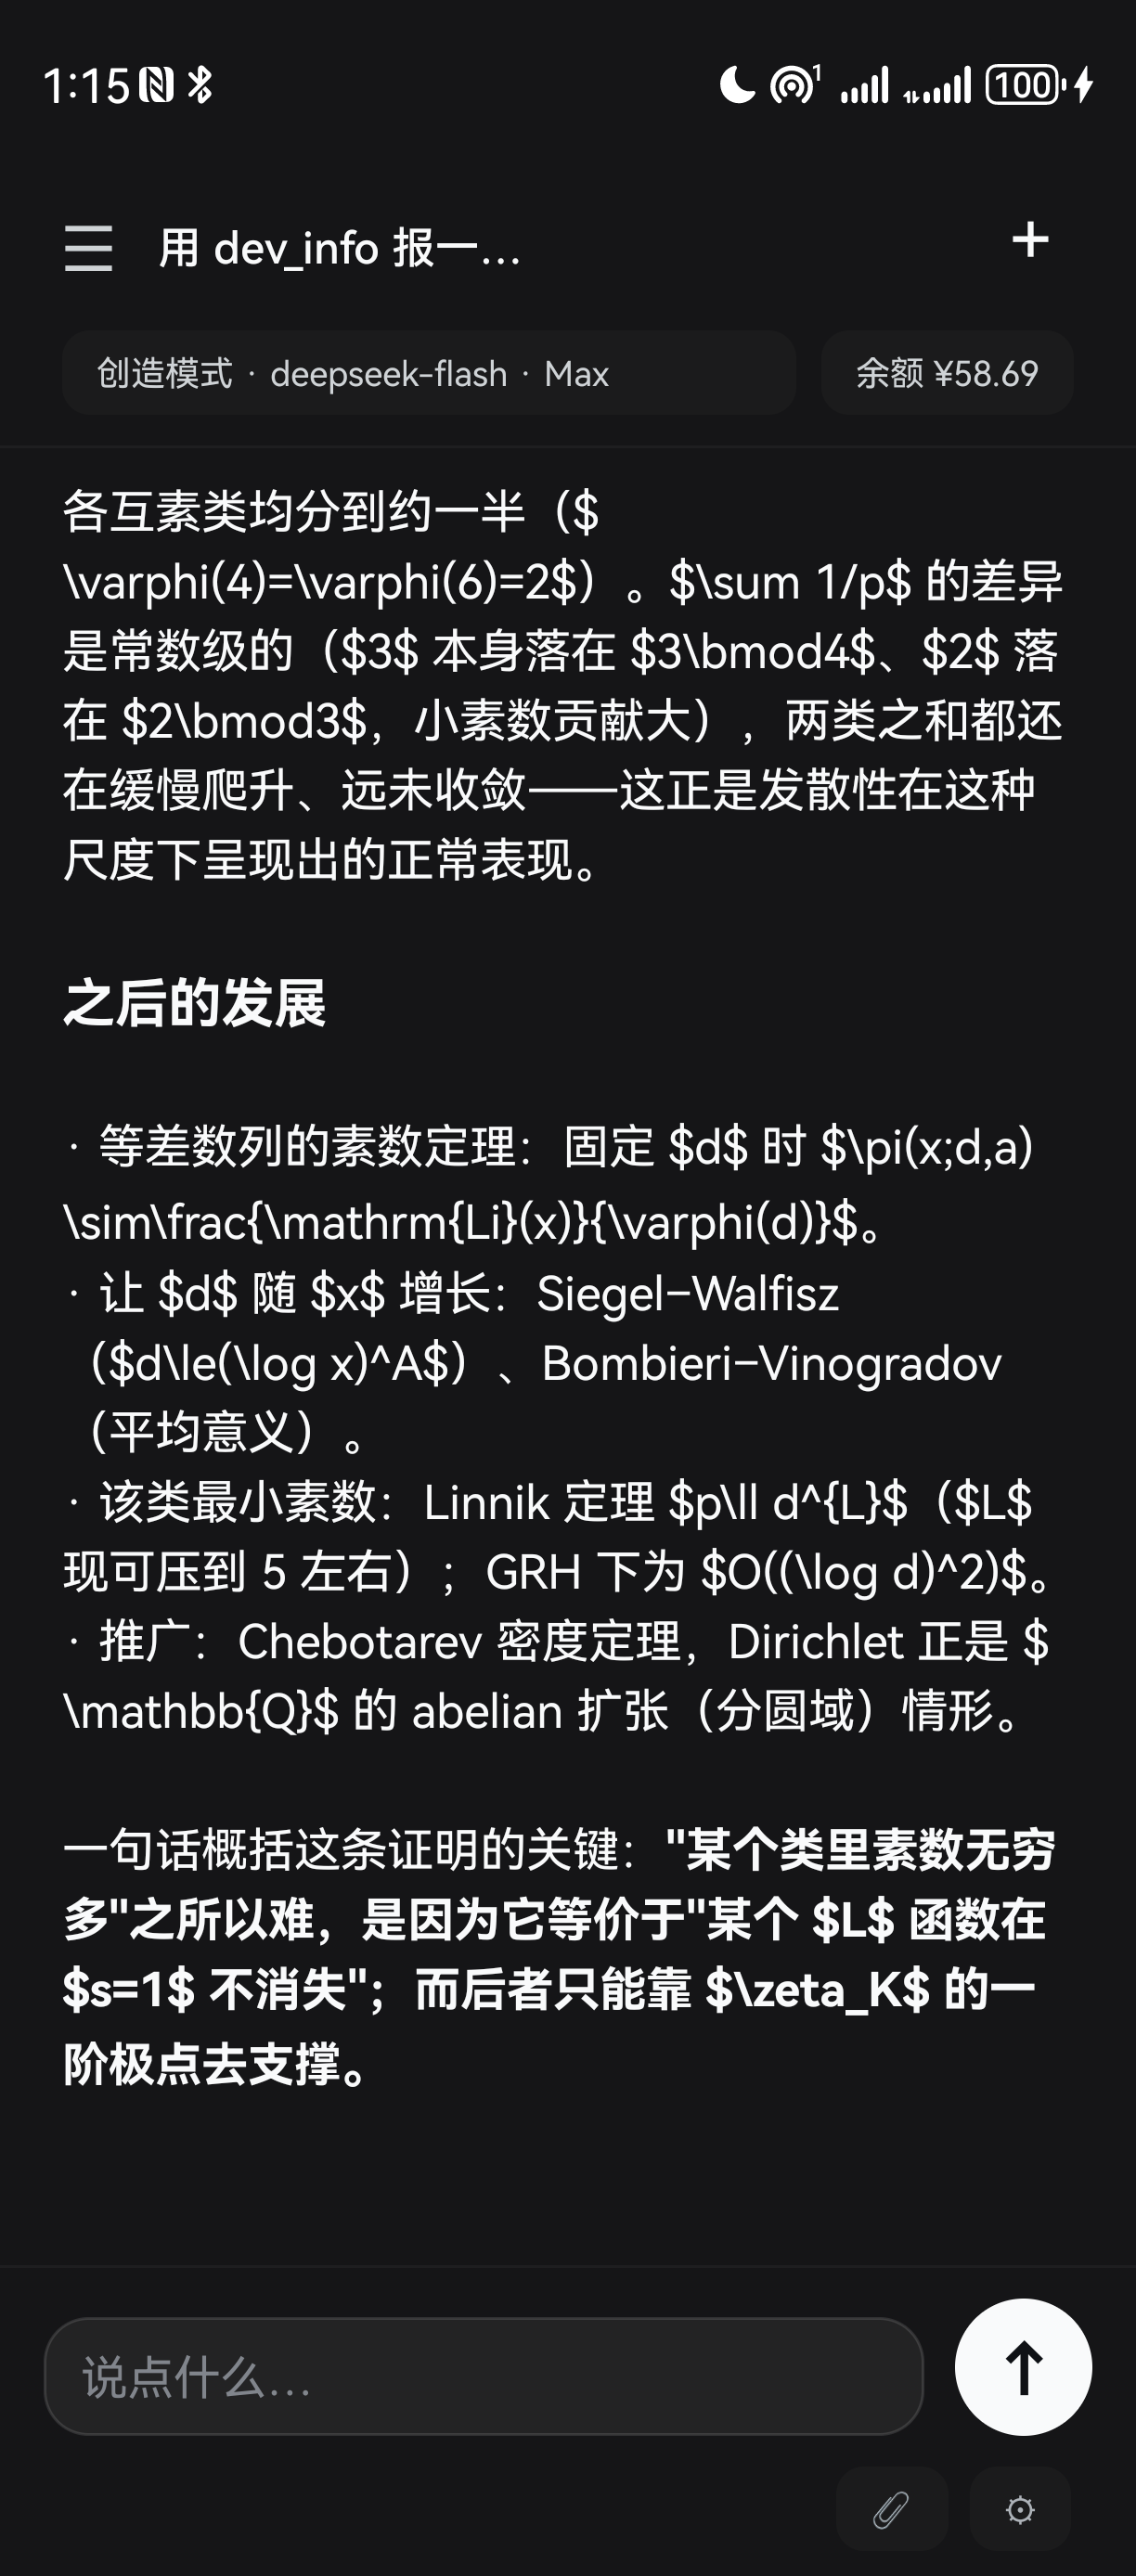 1:15
1
100
用 dev_info 报一…
+
创造模式 · deepseek-flash · Max
余额 ¥58.69
各互素类均分到约一半（$
\varphi(4)=\varphi(6)=2$）。$\sum 1/p$ 的差异
是常数级的（$3$ 本身落在 $3\bmod4$、$2$ 落
在 $2\bmod3$，小素数贡献大），两类之和都还
在缓慢爬升、远未收敛——这正是发散性在这种
尺度下呈现出的正常表现。
之后的发展
· 等差数列的素数定理：固定 $d$ 时 $\pi(x;d,a)
\sim\frac{\mathrm{Li}(x)}{\varphi(d)}$。
· 让 $d$ 随 $x$ 增长：Siegel–Walfisz
（$d\le(\log x)^A$）、Bombieri–Vinogradov
（平均意义）。
· 该类最小素数：Linnik 定理 $p\ll d^{L}$（$L$
现可压到 5 左右）；GRH 下为 $O((\log d)^2)$。
· 推广：Chebotarev 密度定理，Dirichlet 正是 $
\mathbb{Q}$ 的 abelian 扩张（分圆域）情形。
一句话概括这条证明的关键："某个类里素数无穷
多"之所以难，是因为它等价于"某个 $L$ 函数在
$s=1$ 不消失"；而后者只能靠 $\zeta_K$ 的一
阶极点去支撑。
说点什么…